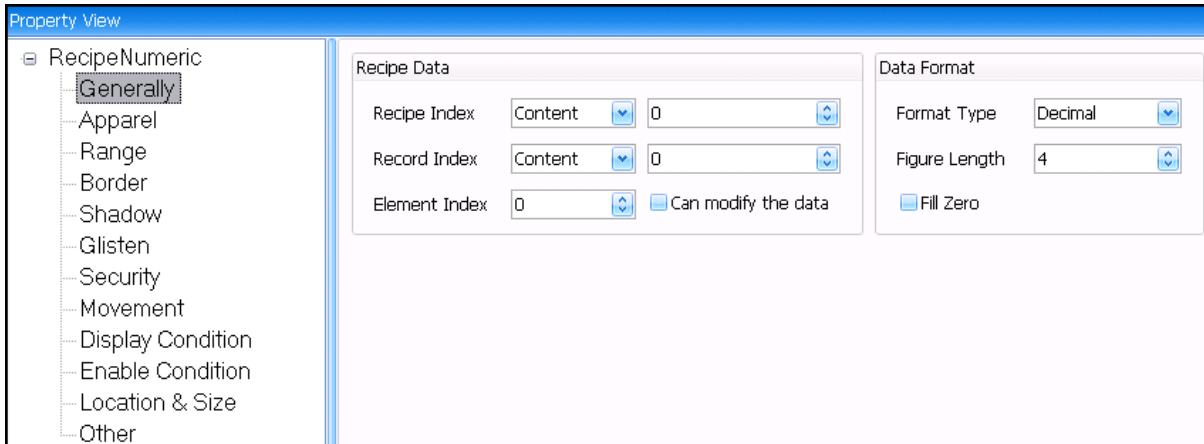 Property View
RecipeNumeric
Generally
Apparel
Range
Border
Shadow
Glisten
Security
Movement
Display Condition
Enable Condition
Location & Size
Other
Recipe Data
Recipe Index Content 0
Record Index Content 0
Element Index 0 Can modify the data
Data Format
Format Type Decimal
Figure Length 4
Fill Zero